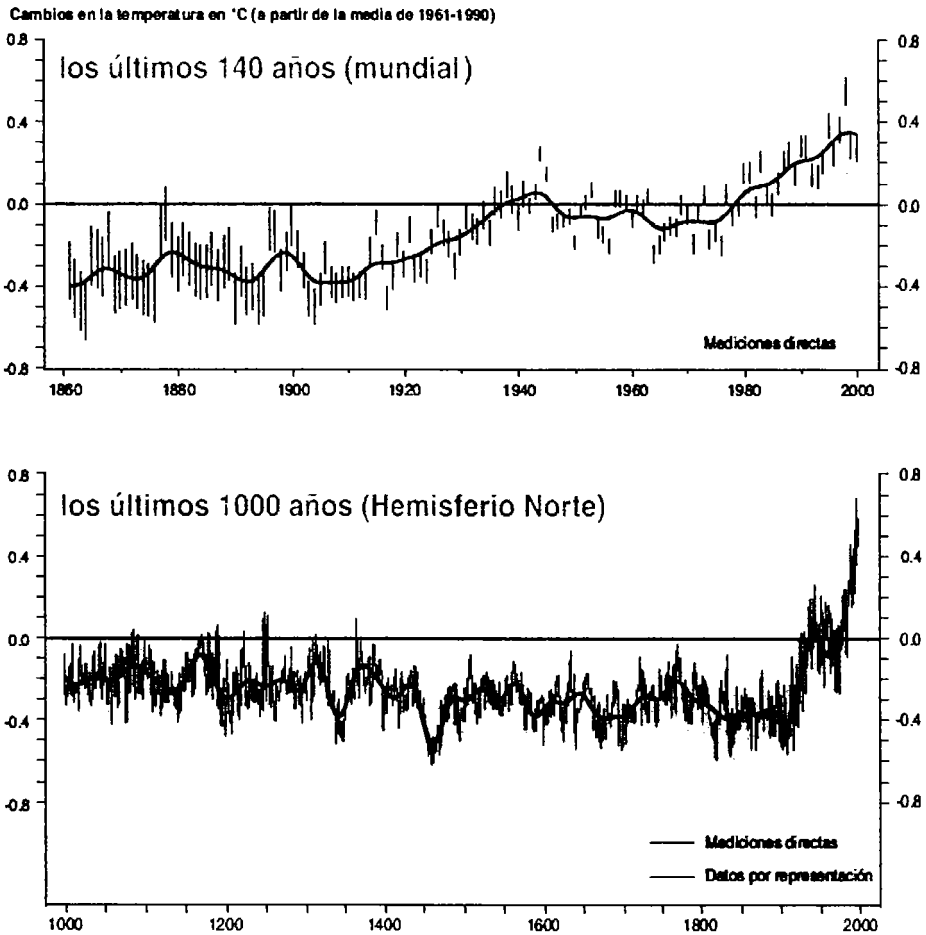 Cambios en la temperatura en °C (a partir de la media de 1961-1990)
0.8 0.8
los últimos 140 años (mundial)
0.4 0.4
0.0 0.0
-0.4 -0.4
Mediciones directas
-0.8 -0.8
1860 1880 1900 1920 1940 1960 1980 2000
0.8 0.8
los últimos 1000 años (Hemisferio Norte)
0.4 0.4
0.0 0.0
-0.4 -0.4
-0.8 -0.8
Mediciones directas
Datos por representación
1000 1200 1400 1600 1800 2000